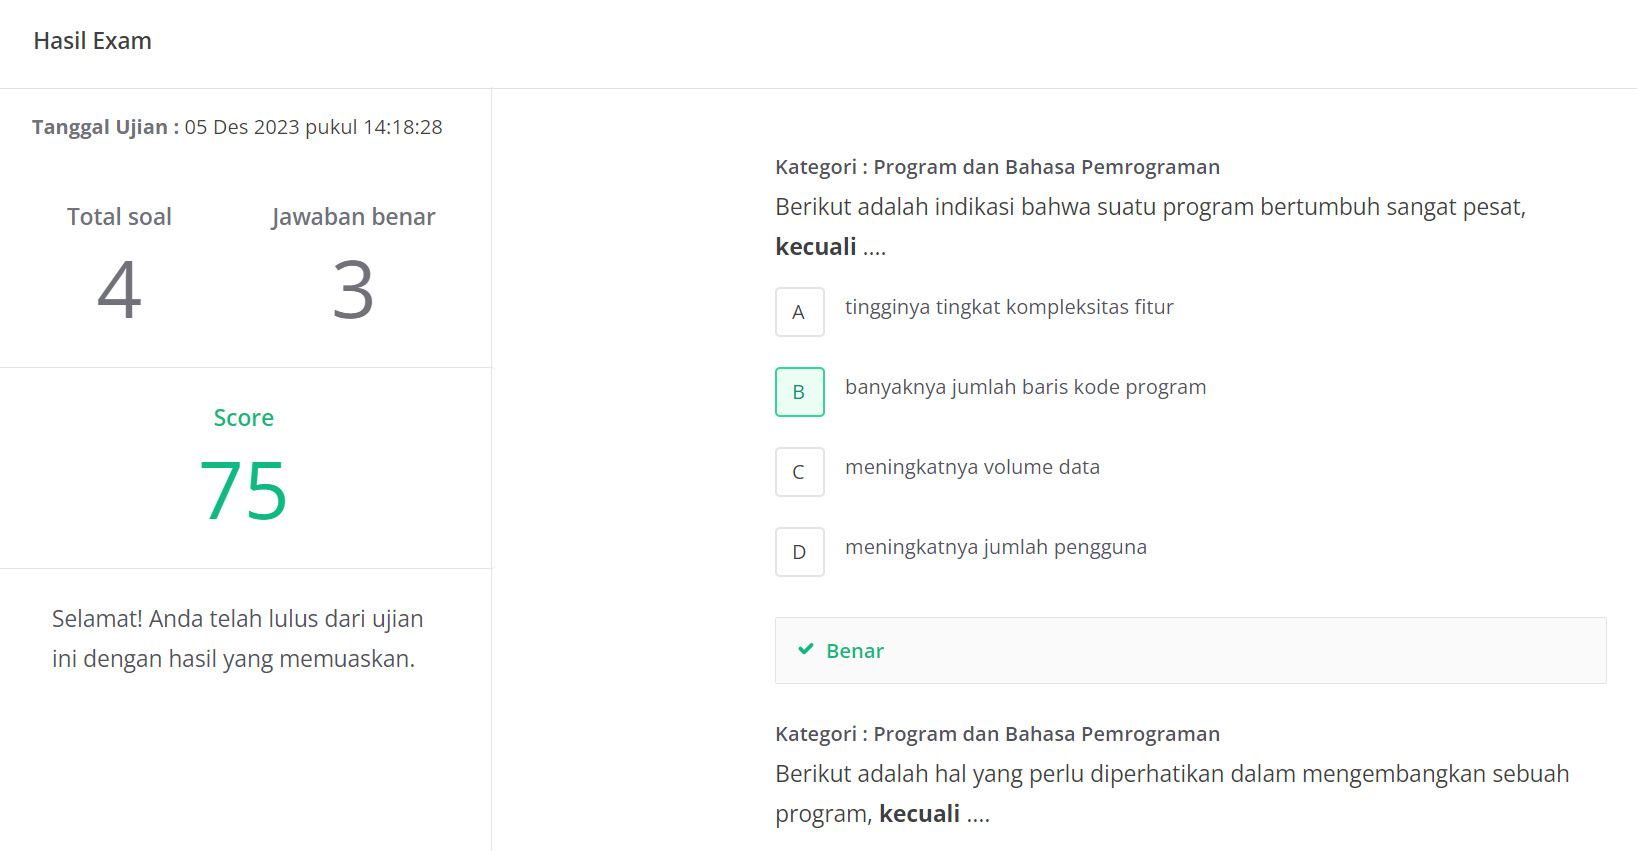 Hasil Exam
Tanggal Ujian : 05 Des 2023 pukul 14:18:28
Total soal
4
Jawaban benar
3
Score
75
Selamat! Anda telah lulus dari ujian
ini dengan hasil yang memuaskan.
Kategori : Program dan Bahasa Pemrograman
Berikut adalah indikasi bahwa suatu program bertumbuh sangat pesat,
kecuali ....
A tingginya tingkat kompleksitas fitur
B banyaknya jumlah baris kode program
C meningkatnya volume data
D meningkatnya jumlah pengguna
Benar
Kategori : Program dan Bahasa Pemrograman
Berikut adalah hal yang perlu diperhatikan dalam mengembangkan sebuah
program, kecuali ....